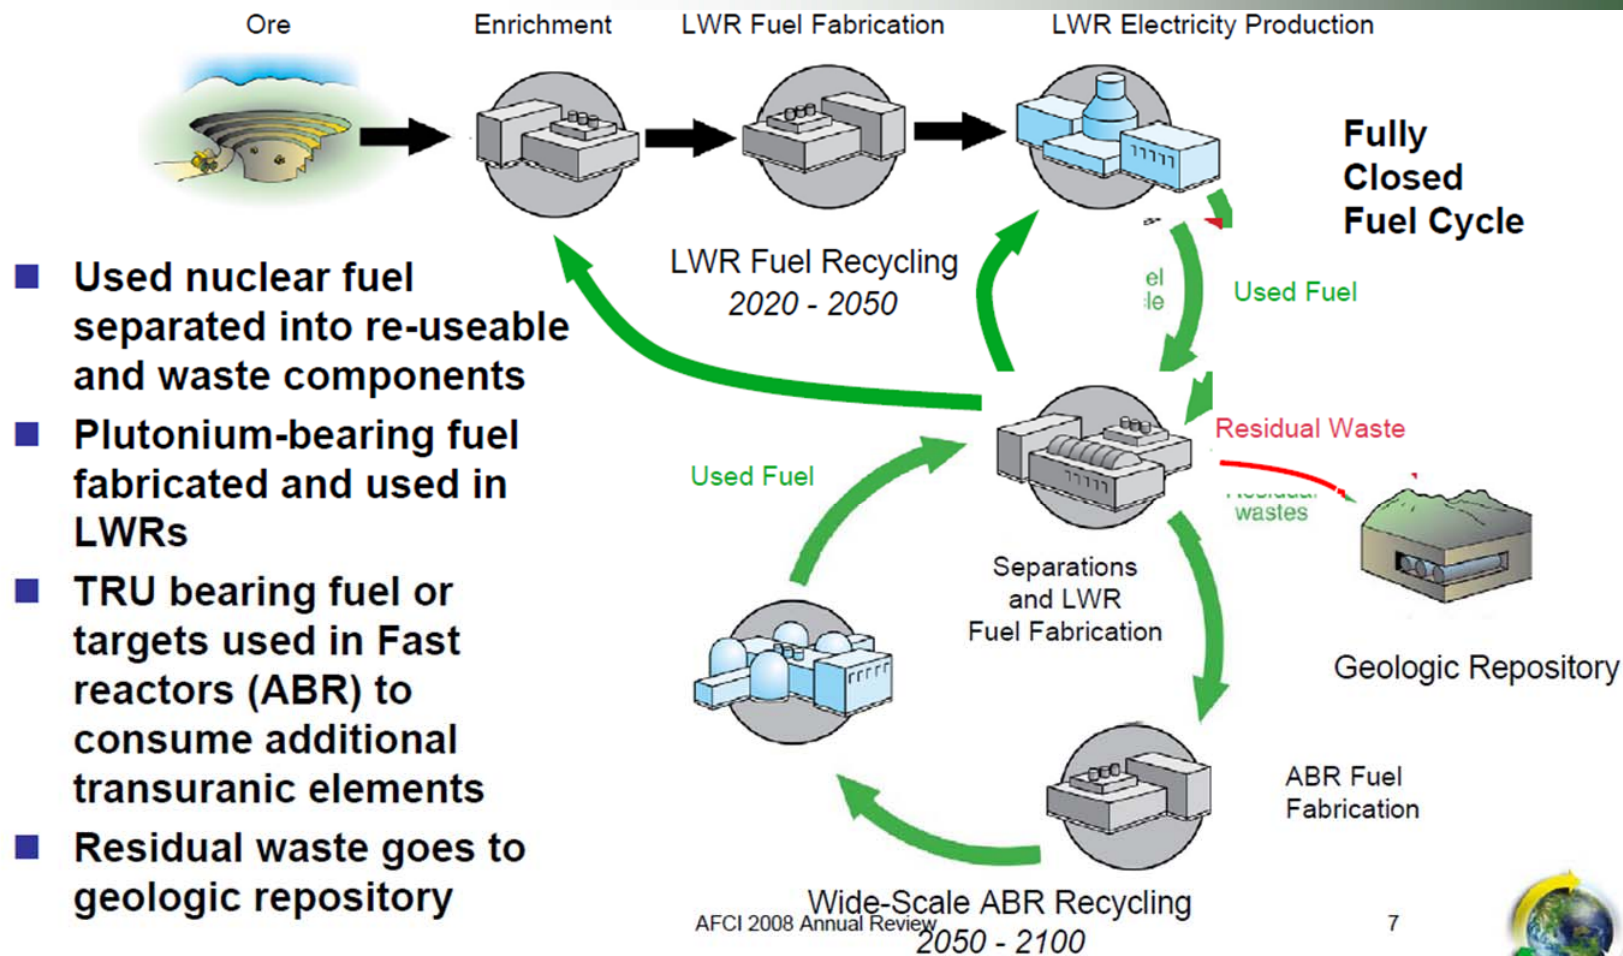 Ore
Enrichment
LWR Fuel Fabrication
LWR Electricity Production
Fully
Closed
Fuel Cycle
LWR Fuel Recycling
2020 - 2050
Used Fuel
Used nuclear fuel
separated into re-useable
and waste components
Plutonium-bearing fuel
fabricated and used in
LWRs
TRU bearing fuel or
targets used in Fast
reactors (ABR) to
consume additional
transuranic elements
Residual waste goes to
geologic repository
Used Fuel
Residual Waste
wastes
Separations
and LWR
Fuel Fabrication
Geologic Repository
ABR Fuel
Fabrication
Wide-Scale ABR Recycling
2050 - 2100
AFCI 2008 Annual Review
7